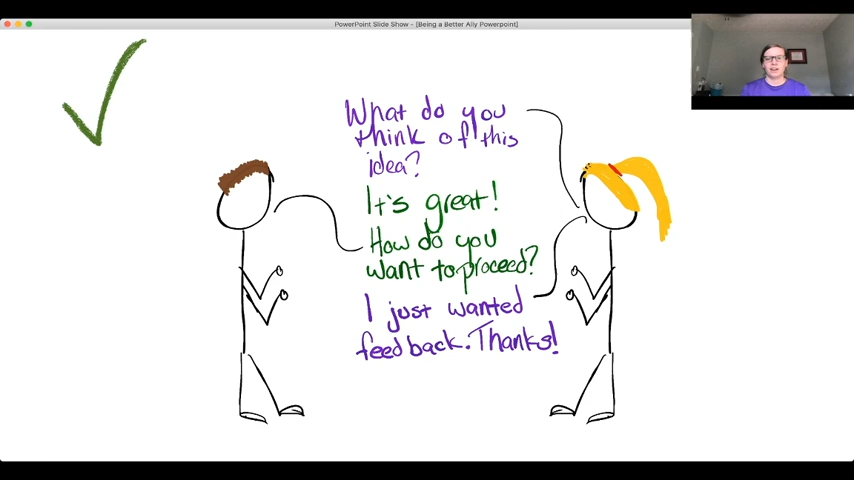 PowerPoint Slide Show - [Being a Better Ally Powerpoint]
What do you
think of this
idea?
It's great!
How do you
want to proceed?
I just wanted
feedback. Thanks!